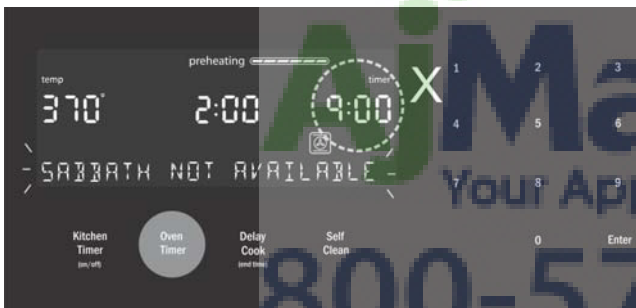 preheating
temp
timer
370° 2:00 9:00 X
SABBATH NOT AVAILABLE
Kitchen Timer (on/off)
Oven Timer
Delay Cook (end time)
Self Clean
1 2 3
4 5 6
7 8 9
0 Enter
AjMa
Your App
800-57